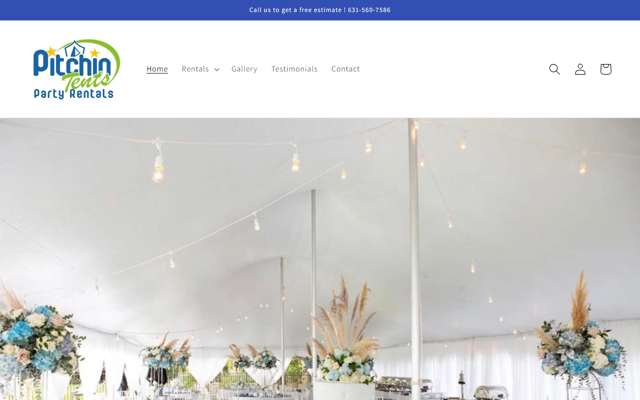 Call us to get a free estimate ! 631-569-7586
Pitchin
Tents
Party Rentals
Home
Rentals
Gallery
Testimonials
Contact